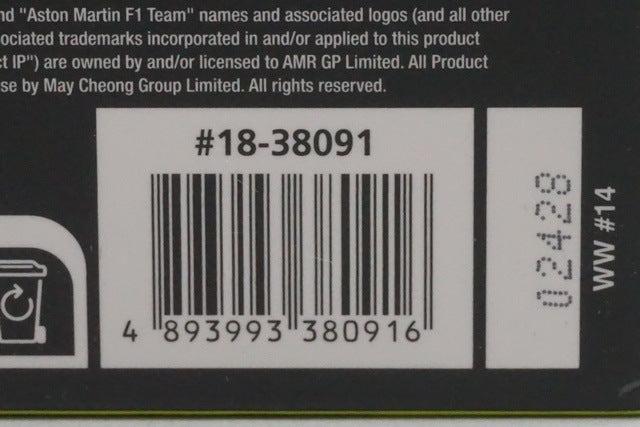 nd "Aston Martin F1 Team" names and associated logos (and all other
ociated trademarks incorporated in and/or applied to this product
ct IP") are owned by and/or licensed to AMR GP Limited. All Product
se by May Cheong Group Limited. All rights reserved.
#18-38091
4 893993 380916
02428
WW #14